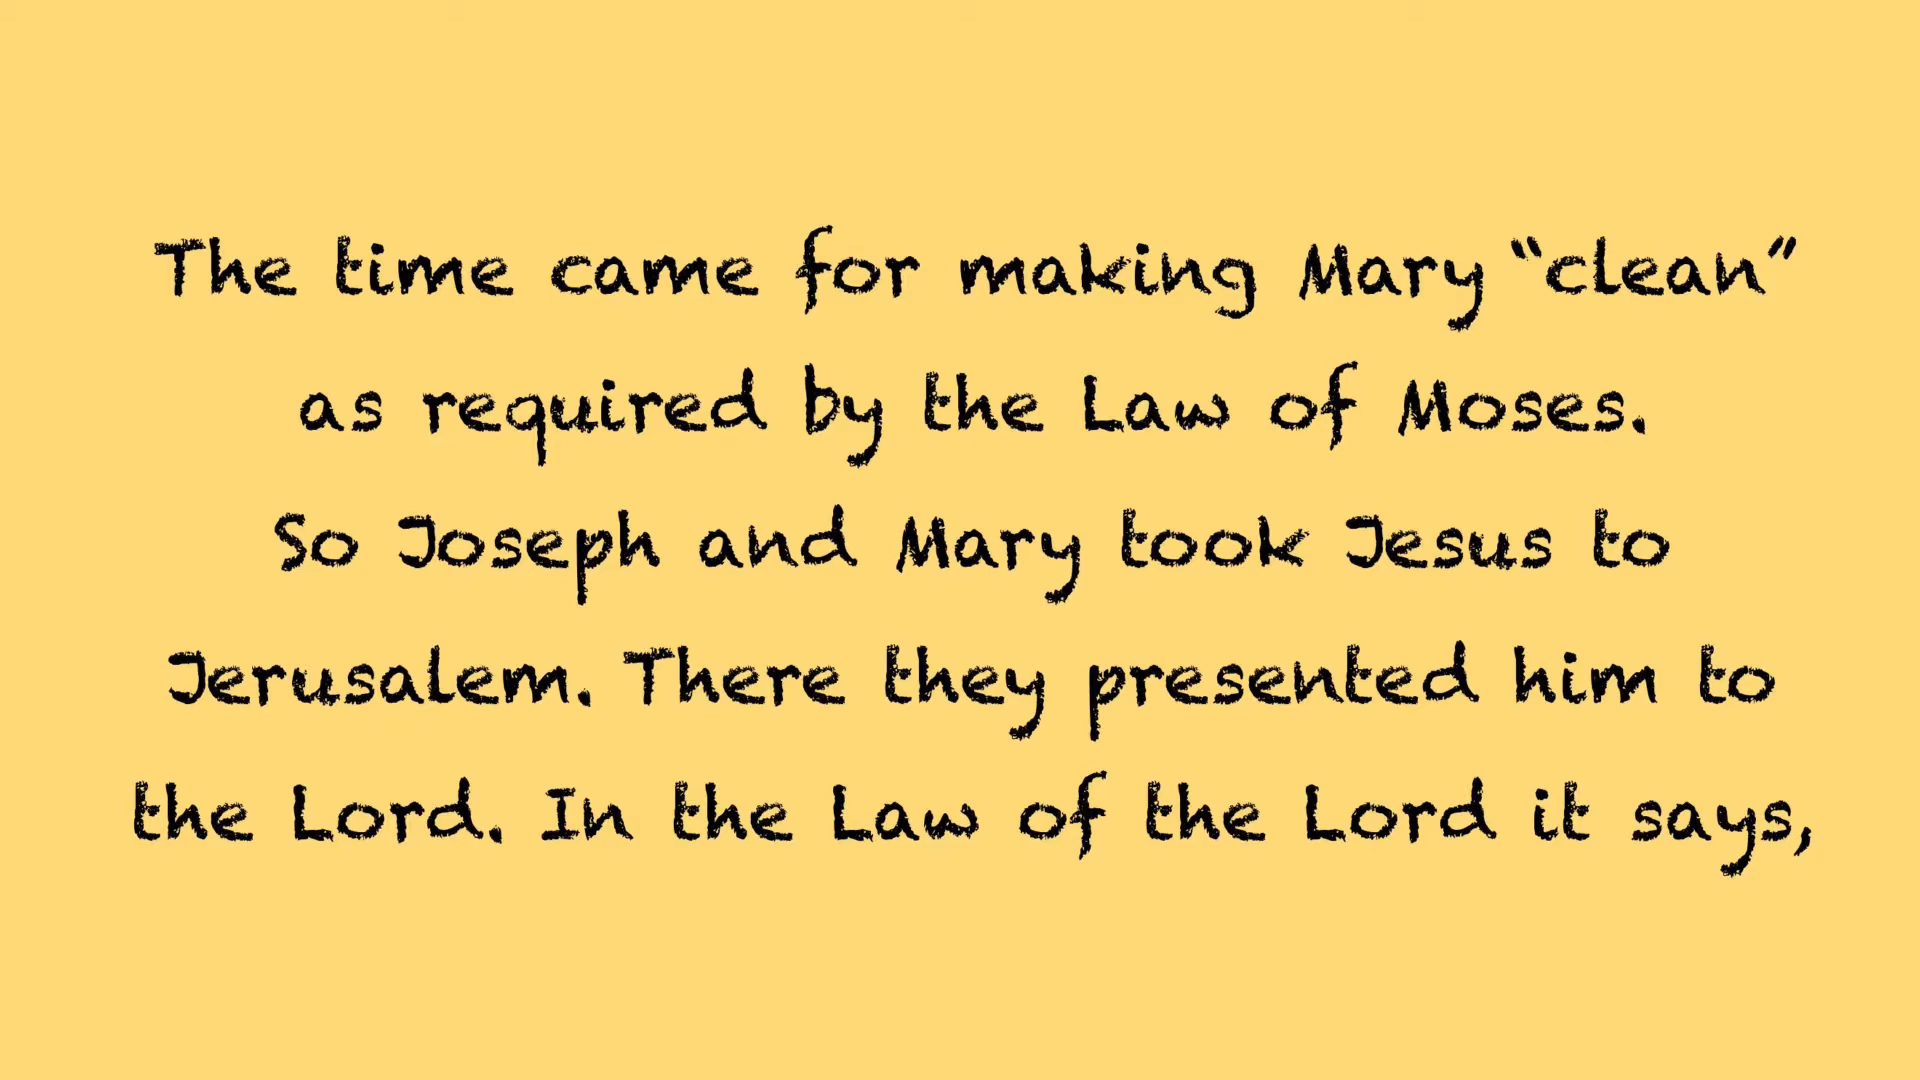 The time came for making Mary “clean”
as required by the Law of Moses.
So Joseph and Mary took Jesus to
Jerusalem. There they presented him to
the Lord. In the Law of the Lord it says,